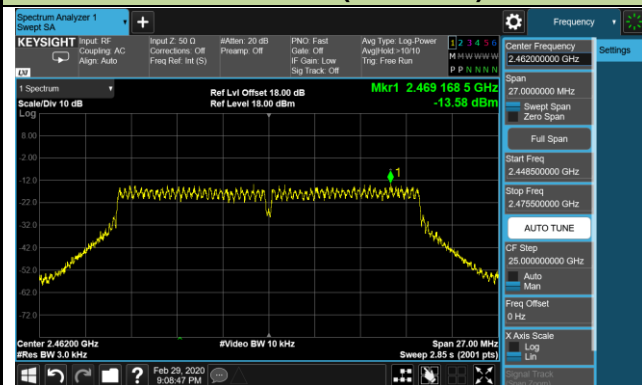 Spectrum Analyzer 1
Swept SA
Frequency
KEYSIGHT
Input: RF
Coupling: AC
Align: Auto
Input Z: 50 Ω
Corrections: Off
Freq Ref: Int (S)
#Atten: 20 dB
Preamp: Off
PNO: Fast
Gate: Off
IF Gain: Low
Sig Track: Off
Avg Type: Log-Power
Avg|Hold:>10/10
Trig: Free Run
1 2 3 4 5 6
M M W W W W
P P N N N N
LXI
1 Spectrum
Scale/Div 10 dB
Ref Lvl Offset 18.00 dB
Ref Level 18.00 dBm
Mkr1 2.469 168 5 GHz
-13.58 dBm
Log
8.00
-2.00
-12.0
-22.0
-32.0
-42.0
-52.0
-62.0
-72.0
1
Center 2.46200 GHz
#Res BW 3.0 kHz
#Video BW 10 kHz
Span 27.00 MHz
Sweep 2.85 s (2001 pts)
Feb 29, 2020
9:08:47 PM
Center Frequency
2.462000000 GHz
Span
27.0000000 MHz
Swept Span
Zero Span
Full Span
Start Freq
2.448500000 GHz
Stop Freq
2.475500000 GHz
AUTO TUNE
CF Step
25.000000000 GHz
Auto
Man
Freq Offset
0 Hz
X Axis Scale
Log
Lin
Signal Track
Settings